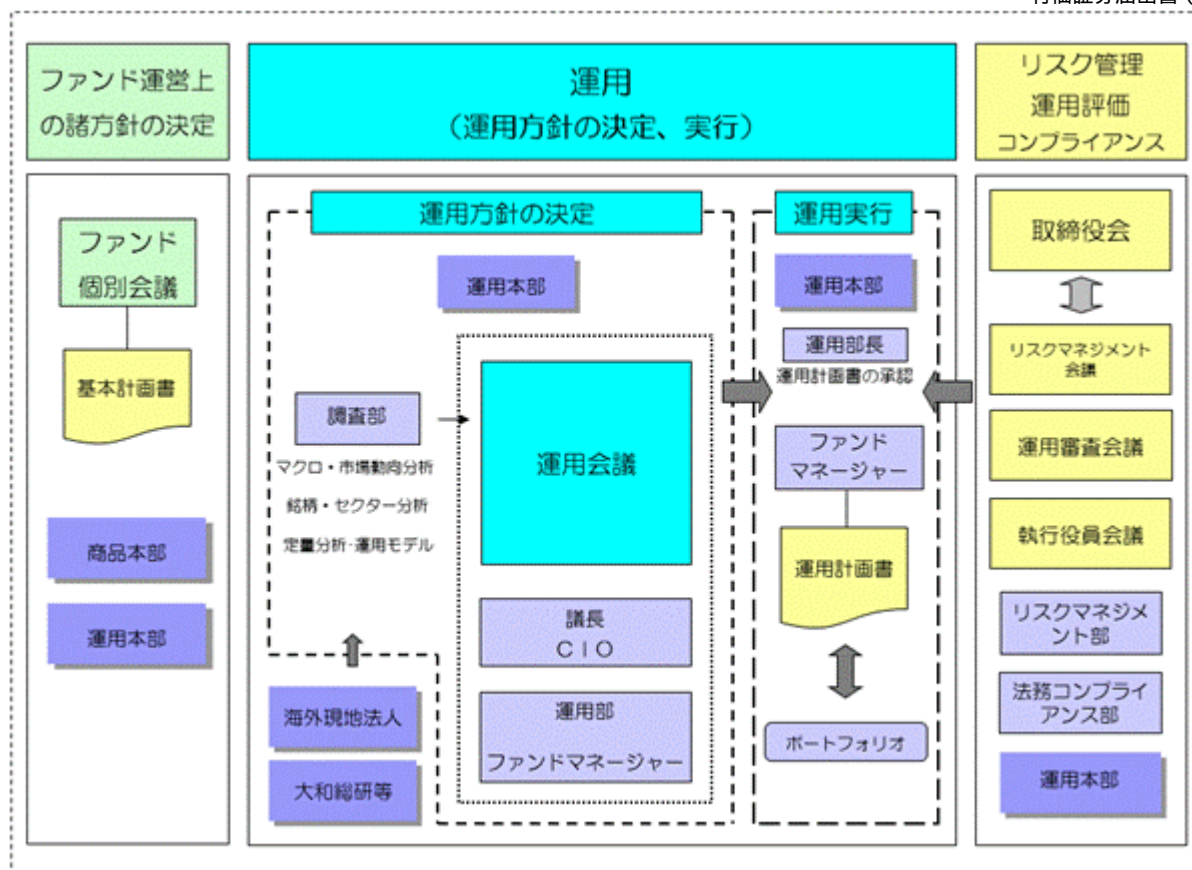 ファンド運営上
の諸方針の決定
運用
（運用方針の決定、実行）
リスク管理
運用評価
コンプライアンス
ファンド
個別会議
基本計画書
商品本部
運用本部
運用方針の決定
運用本部
調査部
マクロ・市場動向分析
銘柄・セクター分析
定量分析・運用モデル
海外現地法人
大和総研等
運用会議
議長
ＣＩＯ
運用部
ファンドマネージャー
運用実行
運用本部
運用部長
運用計画書の承認
ファンド
マネージャー
運用計画書
ポートフォリオ
取締役会
リスクマネジメント
会議
運用審査会議
執行役員会議
リスクマネジメ
ント部
法務コンプライ
アンス部
運用本部